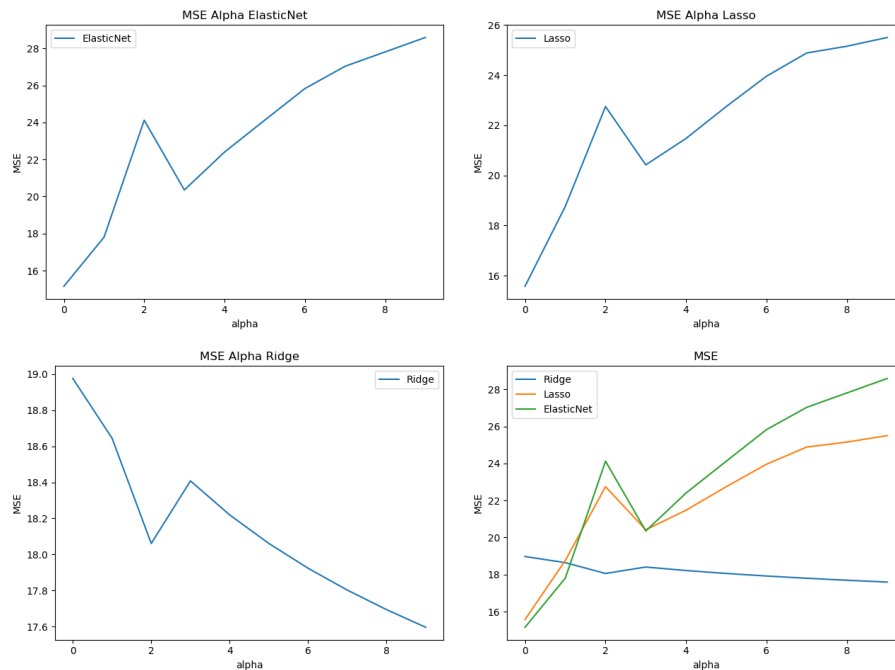 MSE Alpha ElasticNet
ElasticNet
MSE
28
26
24
22
20
18
16
0 2 4 6 8
alpha
MSE Alpha Lasso
Lasso
MSE
26
24
22
20
18
16
0 2 4 6 8
alpha
MSE Alpha Ridge
Ridge
MSE
19.0
18.8
18.6
18.4
18.2
18.0
17.8
17.6
0 2 4 6 8
alpha
MSE
Ridge
Lasso
ElasticNet
MSE
28
26
24
22
20
18
16
0 2 4 6 8
alpha